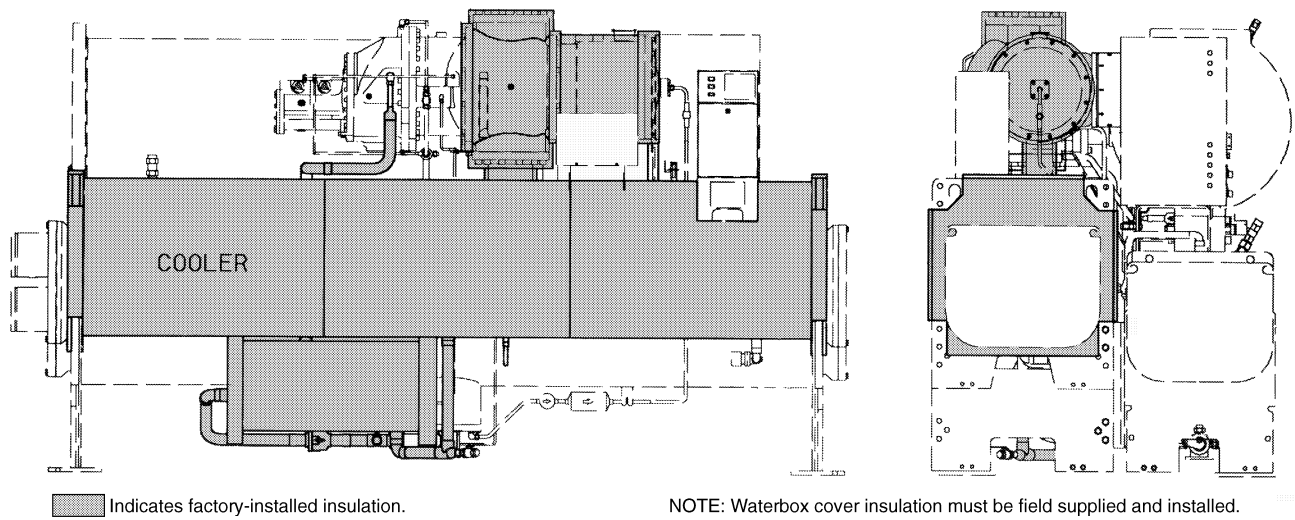 COOLER
Indicates factory-installed insulation.
NOTE: Waterbox cover insulation must be field supplied and installed.